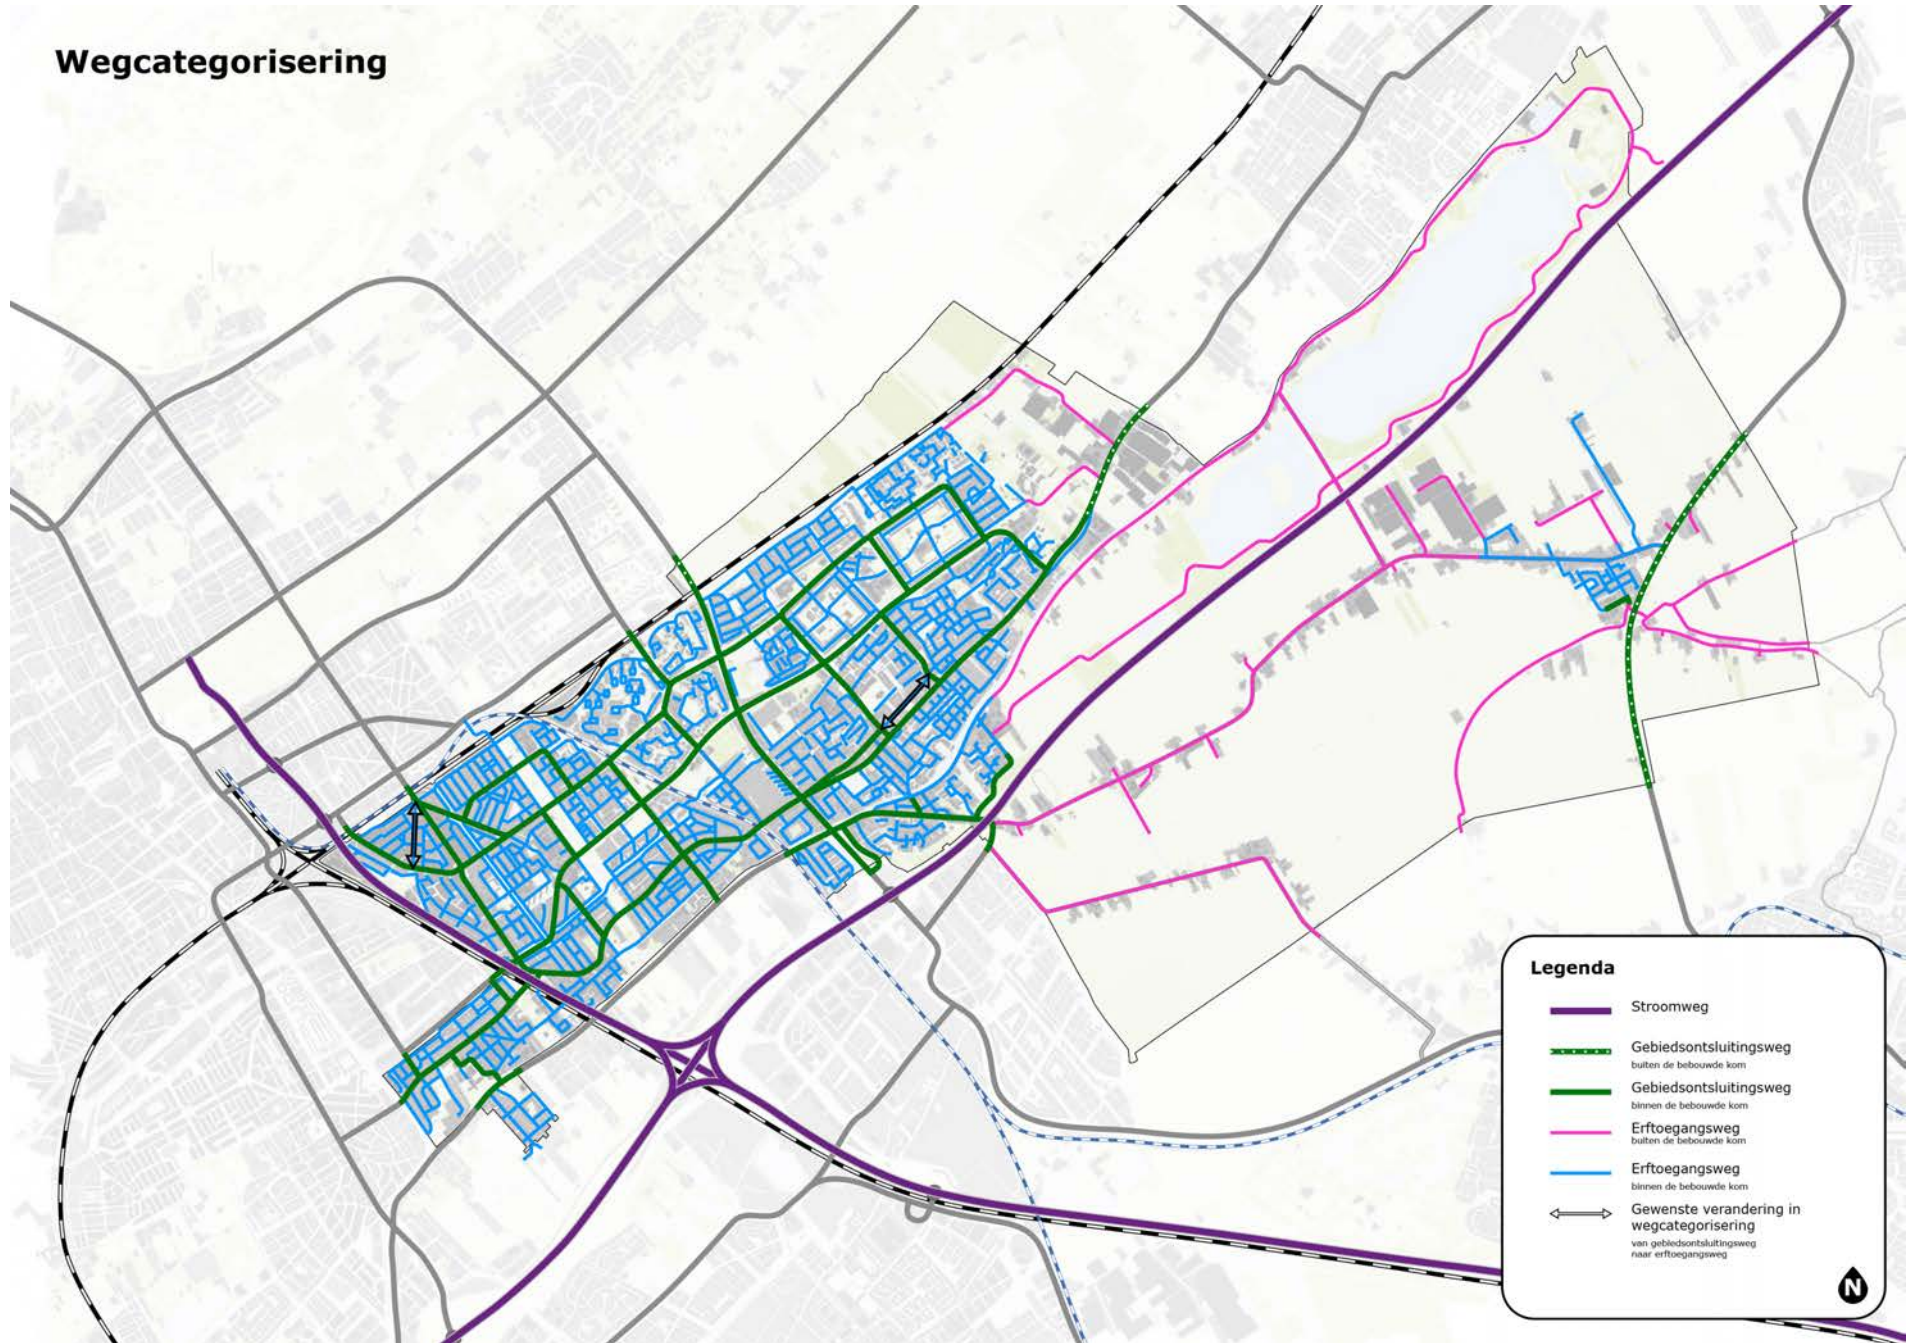 Wegcategorisering
Legenda
Stroomweg
Gebiedsontsluitingsweg
buiten de bebouwde kom
Gebiedsontsluitingsweg
binnen de bebouwde kom
Erftoegangsweg
buiten de bebouwde kom
Erftoegangsweg
binnen de bebouwde kom
Gewenste verandering in
wegcategorisering
van gebiedsontsluitingsweg
naar erftoegangsweg
N